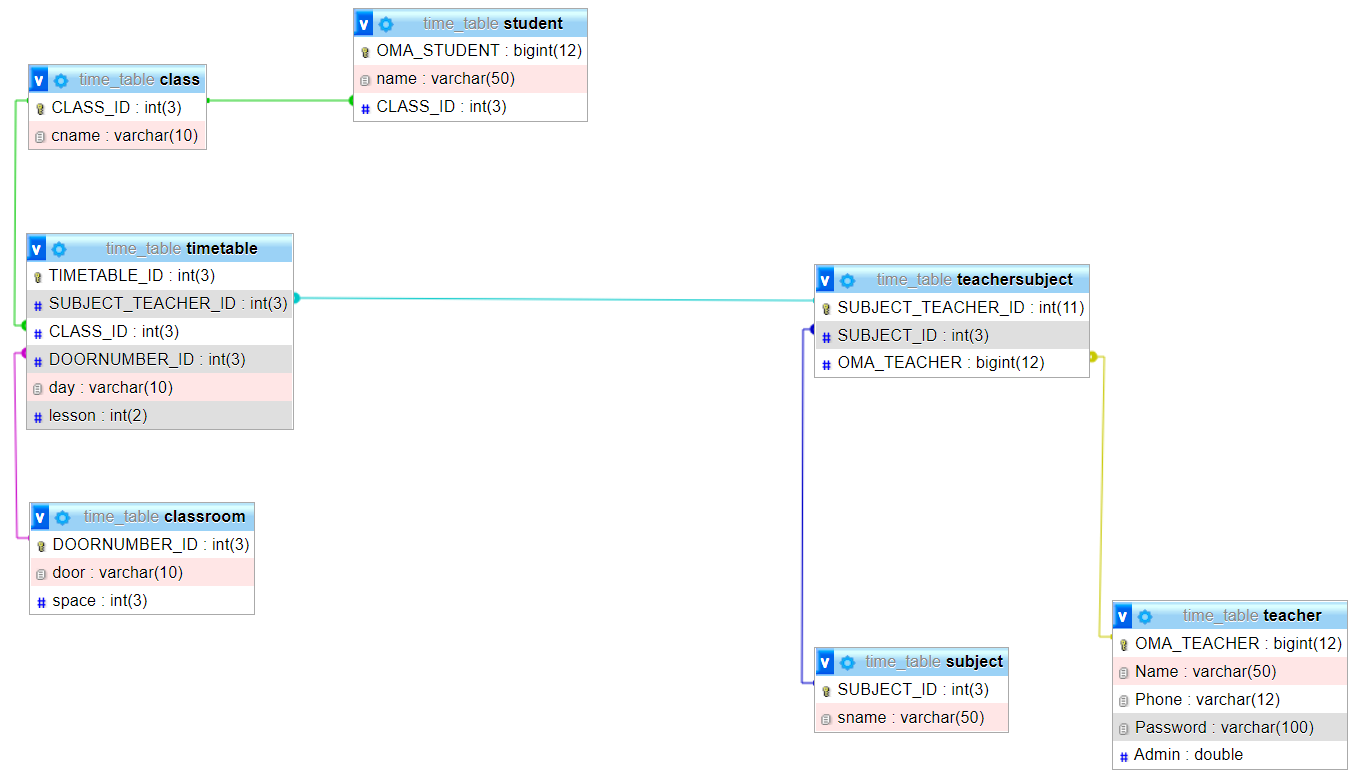 v time_table student
OMA_STUDENT : bigint(12)
name : varchar(50)
# CLASS_ID : int(3)
v time_table class
CLASS_ID : int(3)
cname : varchar(10)
v time_table timetable
TIMETABLE_ID : int(3)
# SUBJECT_TEACHER_ID : int(3)
# CLASS_ID : int(3)
# DOORNUMBER_ID : int(3)
day : varchar(10)
# lesson : int(2)
v time_table teachersubject
SUBJECT_TEACHER_ID : int(11)
# SUBJECT_ID : int(3)
# OMA_TEACHER : bigint(12)
v time_table classroom
DOORNUMBER_ID : int(3)
door : varchar(10)
# space : int(3)
v time_table subject
SUBJECT_ID : int(3)
sname : varchar(50)
v time_table teacher
OMA_TEACHER : bigint(12)
Name : varchar(50)
Phone : varchar(12)
Password : varchar(100)
# Admin : double